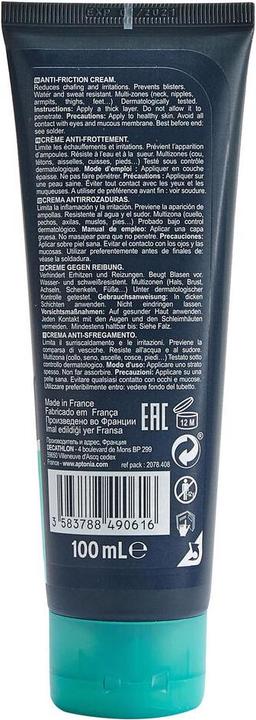 EXP 2021
ANTI-FRICTION CREAM.
Reduces chafing and irritations. Prevents blisters.
Water and sweat resistant. Multi-zones (neck, nipples,
armpits, thighs, feet...) Dermatologically tested.
Instructions: Apply a thick layer. Do not allow it to
penetrate. Precautions: Apply to healthy skin. Avoid all
contact with eyes and mucous membrane. Best before end:
see solder.
CRÈME ANTI-FROTTEMENT.
Limite les échauffements et irritations. Prévient l'apparition
d'ampoules. Résiste à l'eau et à la sueur. Multizones (cou,
tétons, aisselles, cuisses, pieds...) Testé sous contrôle
dermatologique. Mode d'emploi : Appliquer en couche
épaisse. Ne pas faire pénétrer. Précautions : Appliquer sur
une peau saine. Eviter tout contact avec les yeux et les
muqueuses. A utiliser de préférence avant fin: voir soudure.
CREMA ANTIRROZADURAS.
Limita la inflamación y la irritación. Previene la aparición de
ampollas. Resistente al agua y el sudor. Multizona (cuello,
pechos, axilas, muslos, pies...) Probado bajo control
dermatológico. Manual de empleo: Aplicar una capa
gruesa. No masajear para que no penetre. Precauciones:
Aplicar sobre piel sana. Evitar el contacto con los ojos y las
mucosas. Utilizar preferentemente antes de finales de:
véase la soldadura.
CREME GEGEN REIBUNG.
Verhindert Erhitzen und Reizungen. Beugt Blasen vor.
Wasser- und schweißresistent. Multizonen (Hals, Brust,
Achseln, Schenkeln, Füße...) Unter dermatologischer
Kontrolle getestet. Gebrauchsanweisung: In dicken
Schichten anwenden. Nicht eindringen lassen.
Vorsichtsmaßnahmen: Auf gesunder Haut anwenden.
Jeden Kontakt mit den Augen und den Schleimhäuten
vermeiden. Mindestens haltbar bis: Siehe Falz.
CREMA ANTI-SFREGAMENTO.
Limita il surriscaldamento e le irritazioni. Previene la
comparsa di vesciche. Resiste all'acqua e al sudore
Multizona (collo, seno, ascelle, cosce, piedi...) Testato sotto
controllo dermatologico. Modo d'uso: Applicare uno strato
spesso. Non far assorbire. Precauzioni: Applicare su una
pelle sana. Evitare qualsiasi contatto con occhi e mucose.
Utilizzare preferibilmente entro fine: vedere
termosaldatura.
Made in France
Fabricado em França
Произведено во Франции
imal edildiği yer Fransa
EAC
12 M
Производитель и адрес, Франция
DECATHLON - 4 boulevard de Mons BP 299
59650 Villeneuve d'Ascq cedex
France - www.aptonia.com ref pack : 2078.408
3 583788 490616
100 mL e